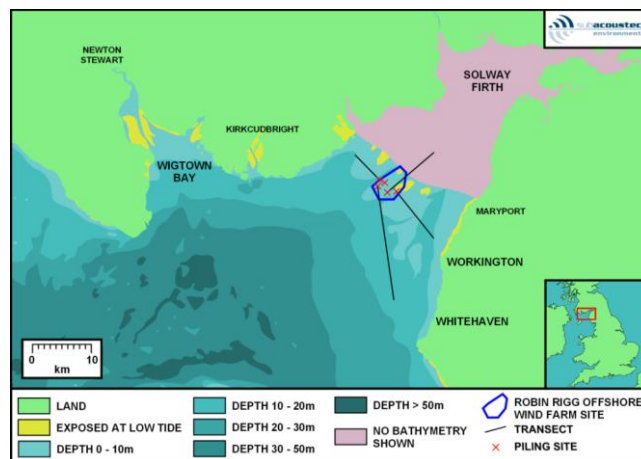 subacoustech
environmental
NEWTON
STEWART
SOLWAY
FIRTH
KIRKCUDBRIGHT
WIGTOWN
BAY
MARYPORT
WORKINGTON
WHITEHAVEN
0 10
km
LAND
EXPOSED AT LOW TIDE
DEPTH 0 - 10m
DEPTH 10 - 20m
DEPTH 20 - 30m
DEPTH 30 - 50m
DEPTH > 50m
NO BATHYMETRY
SHOWN
ROBIN RIGG OFFSHORE
WIND FARM SITE
TRANSECT
PILING SITE